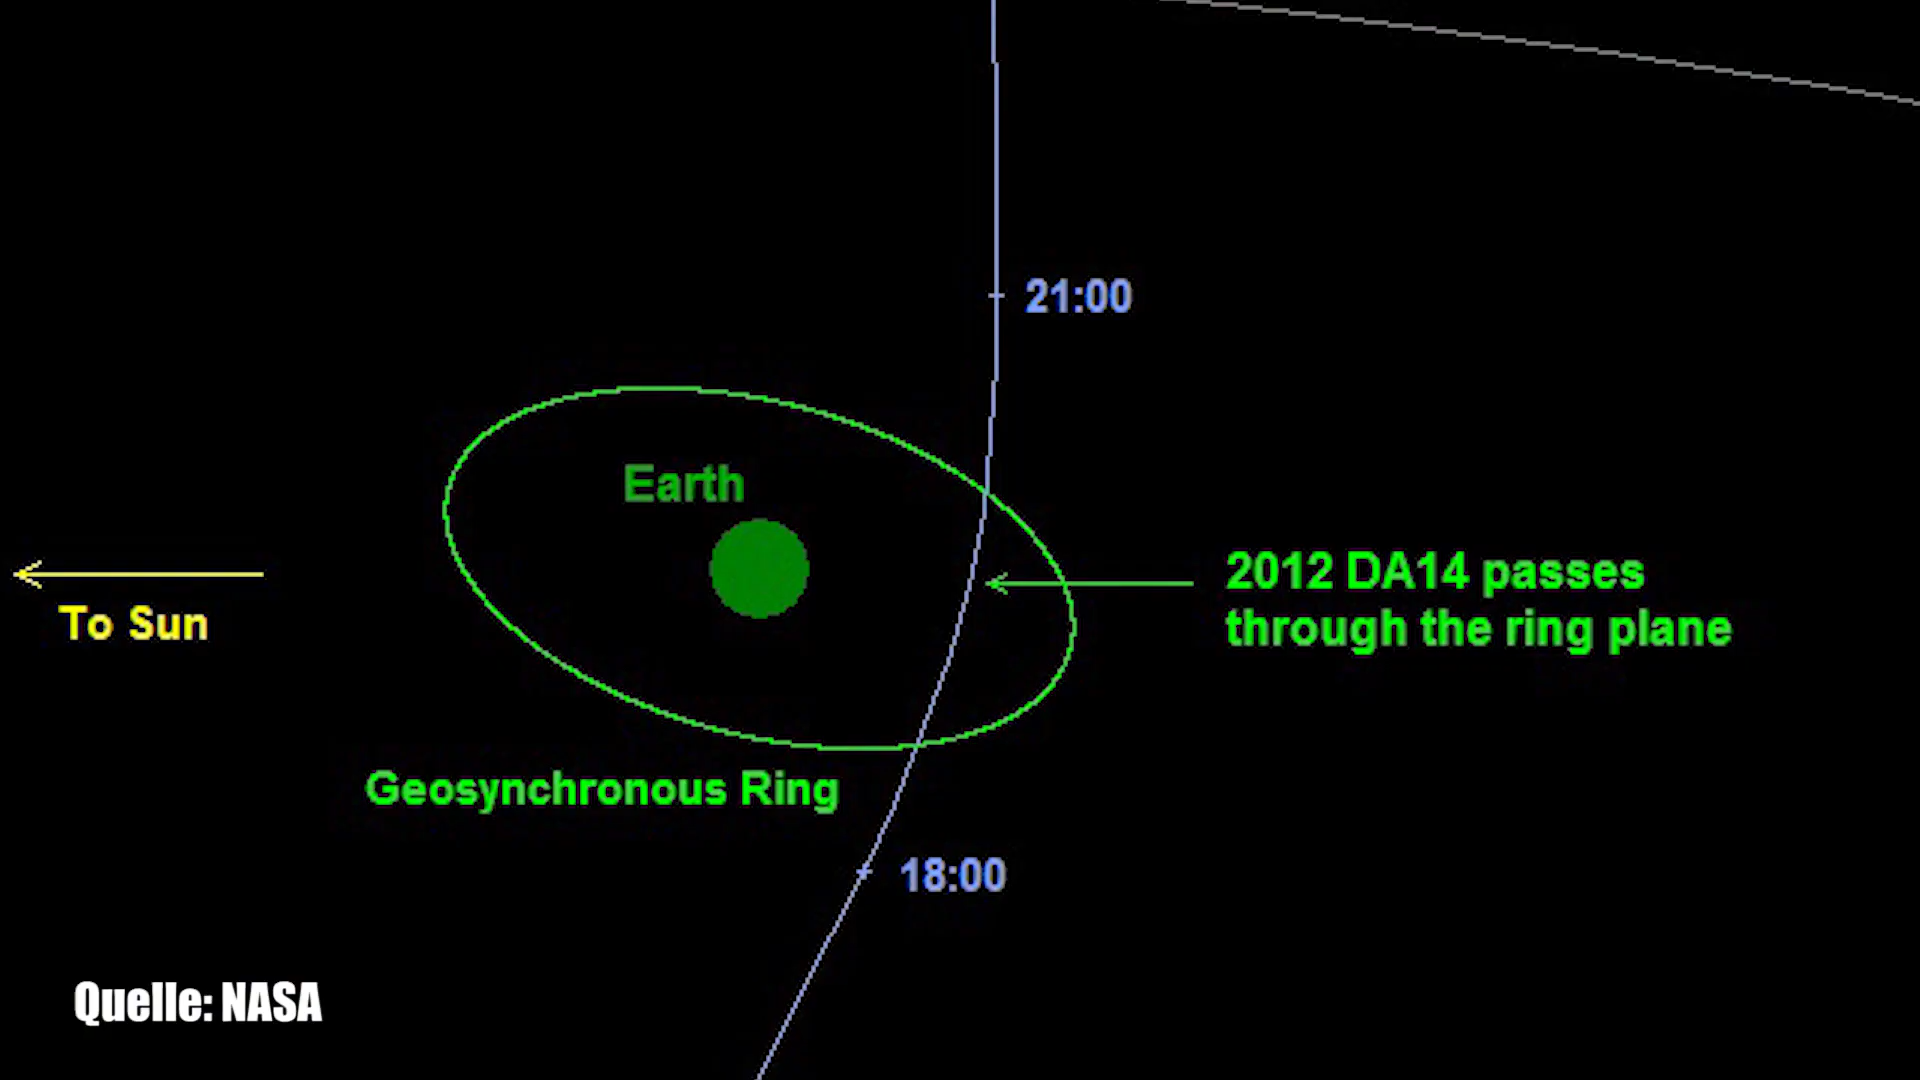 21:00
Earth
2012 DA14 passes
through the ring plane
To Sun
Geosynchronous Ring
18:00
Quelle: NASA